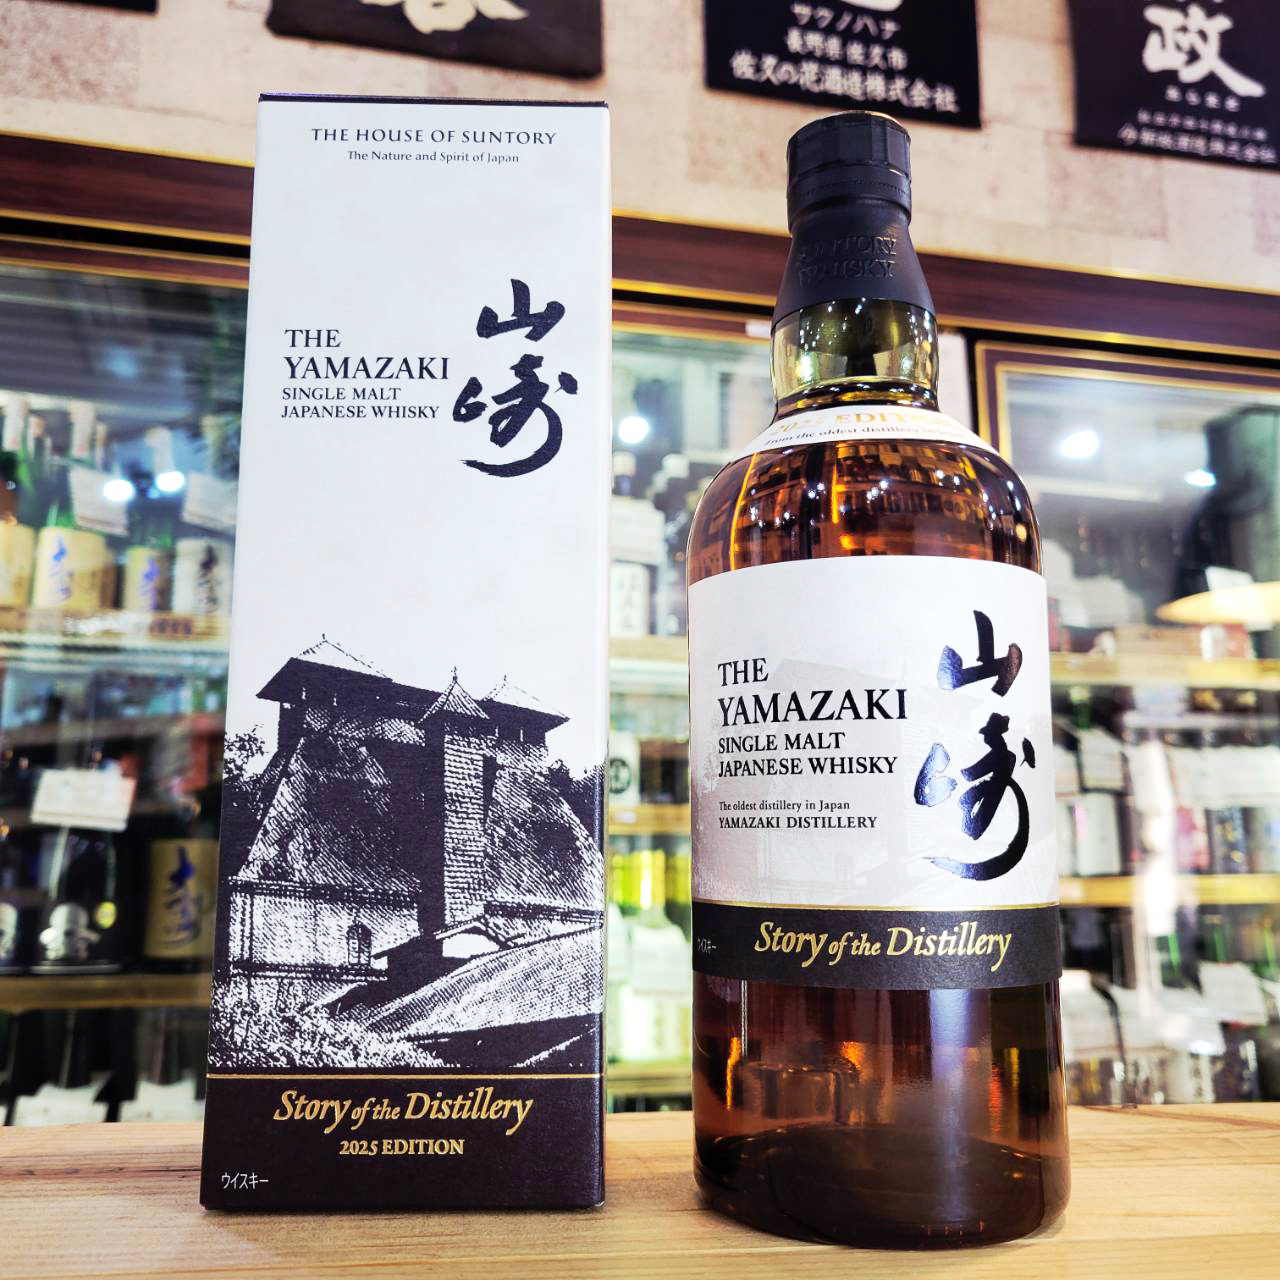 サクノハナ
長野県佐久市
佐久の花酒造株式会社
政
THE HOUSE OF SUNTORY
The Nature and Spirit of Japan
THE
YAMAZAKI
SINGLE MALT
JAPANESE WHISKY
山崎
Story of the Distillery
2025 EDITION
ウイスキー
SUNTORY
WHISKY
2025 EDITION
from the oldest distillery in Japan
THE
YAMAZAKI
SINGLE MALT
JAPANESE WHISKY
山崎
The oldest distillery in Japan
YAMAZAKI DISTILLERY
ウイスキー
Story of the Distillery